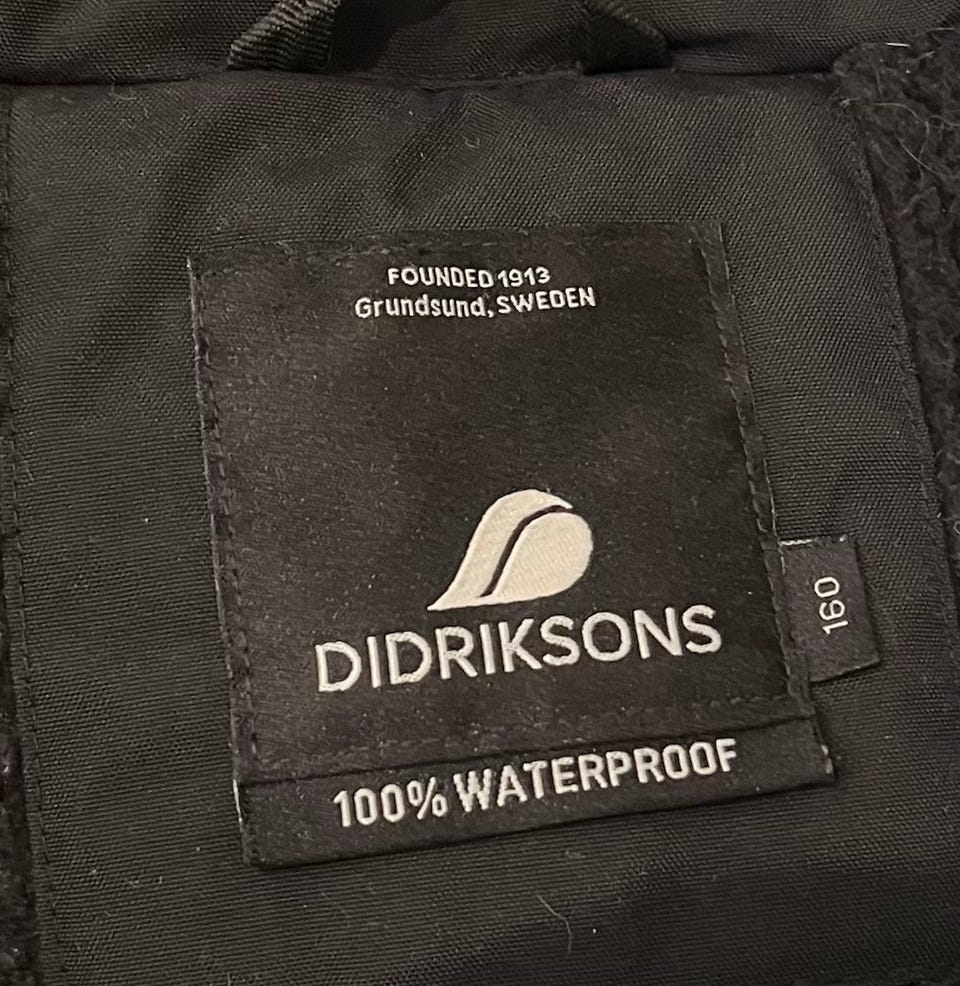 FOUNDED 1913
Grundsund, SWEDEN
DIDRIKSONS
160
100% WATERPROOF